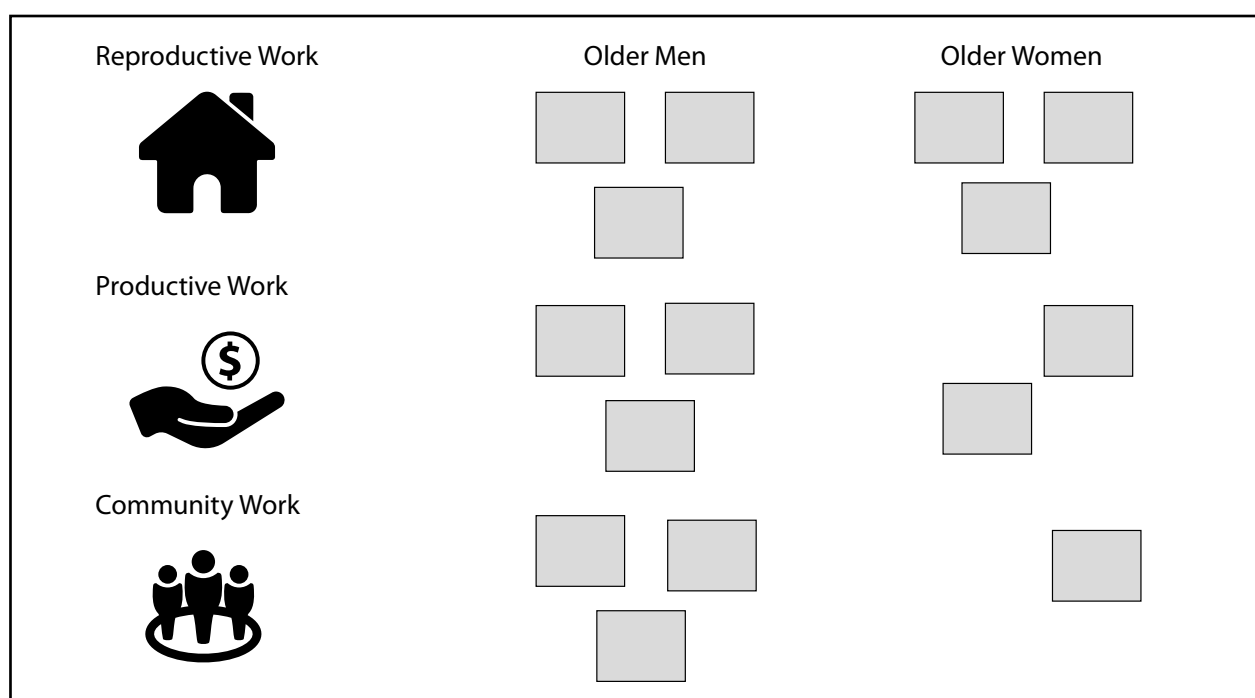 Reproductive Work
Older Men
Older Women
Productive Work
$
Community Work